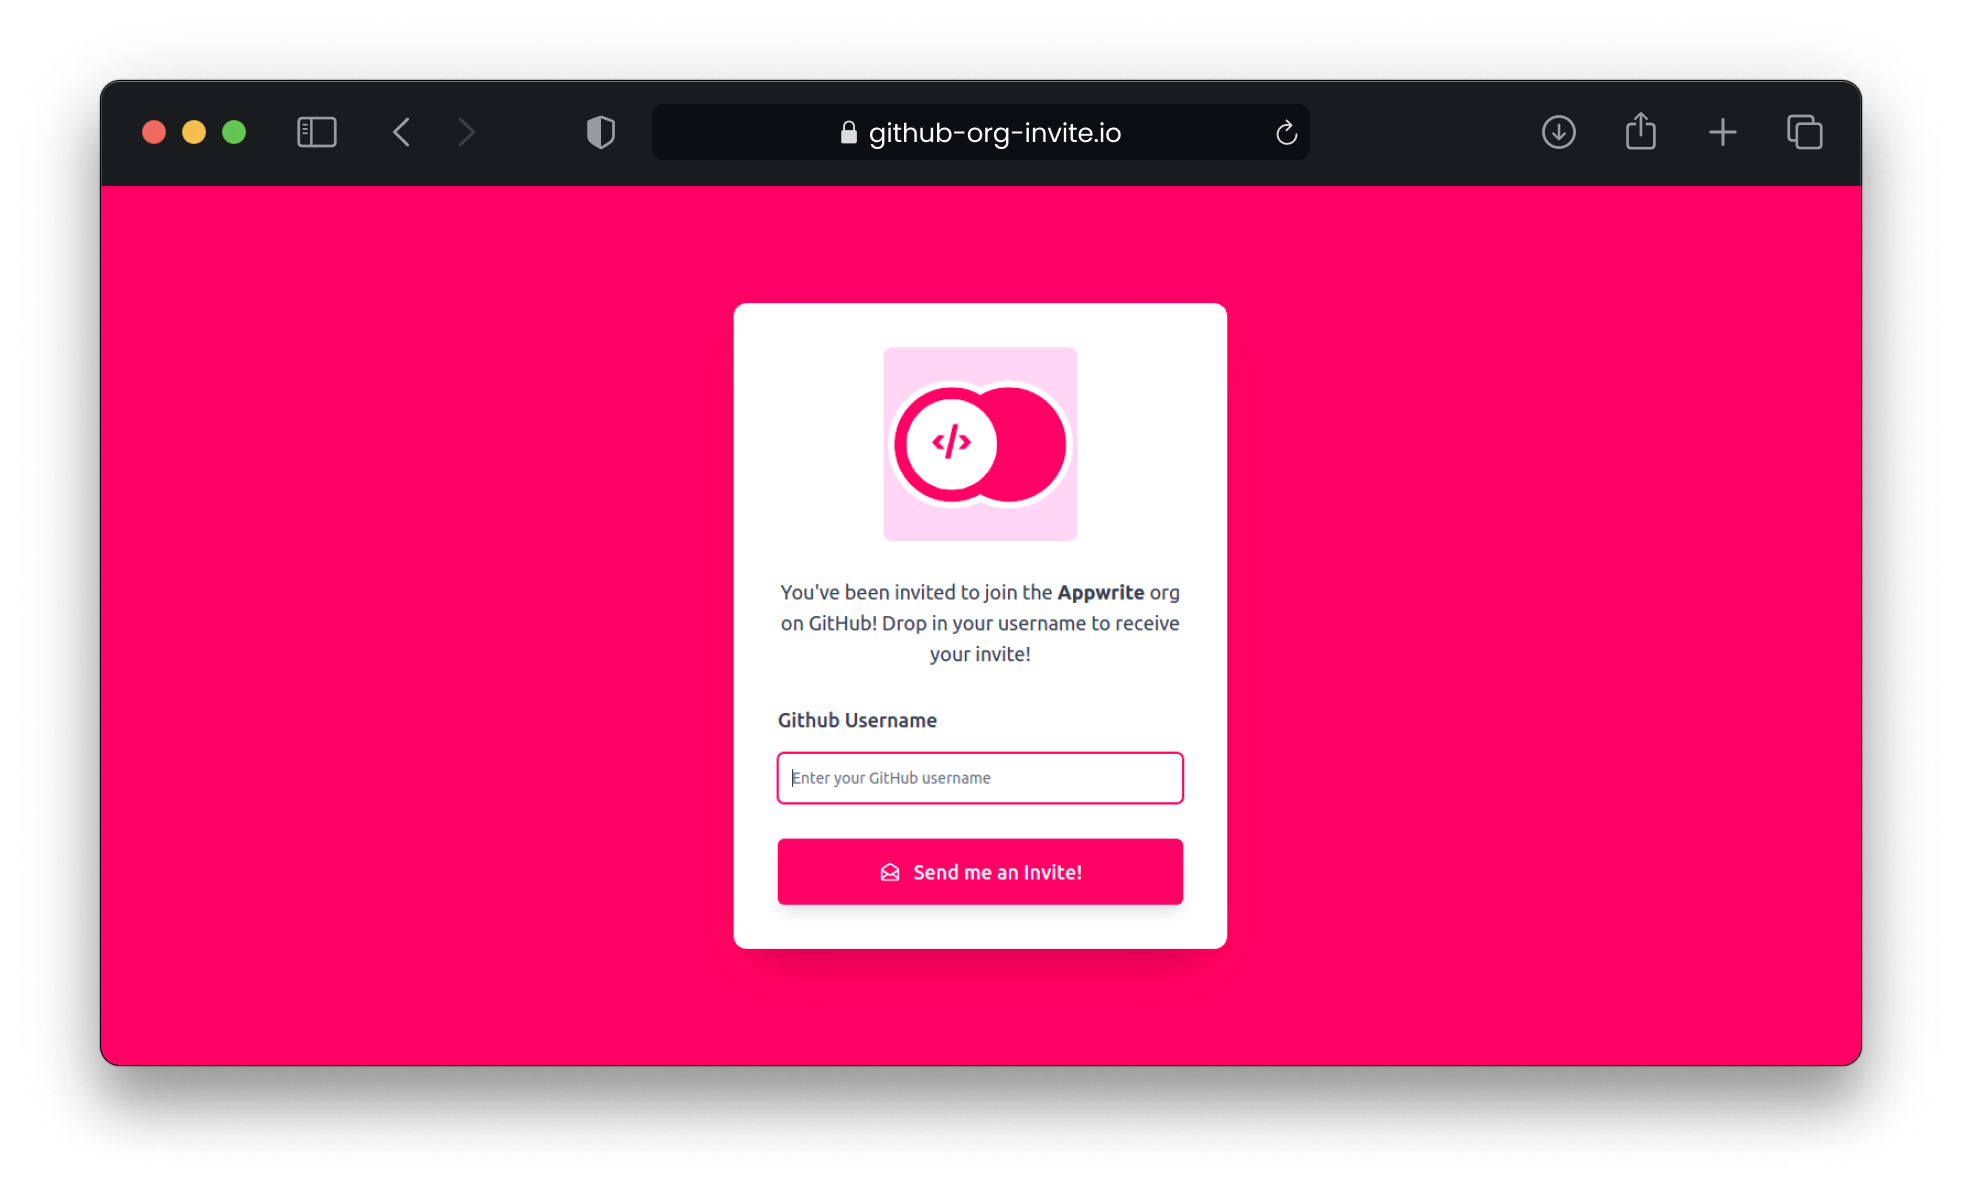 github-org-invite.io
</>
You've been invited to join the Appwrite org
on GitHub! Drop in your username to receive
your invite!
Github Username
Enter your GitHub username
Send me an Invite!